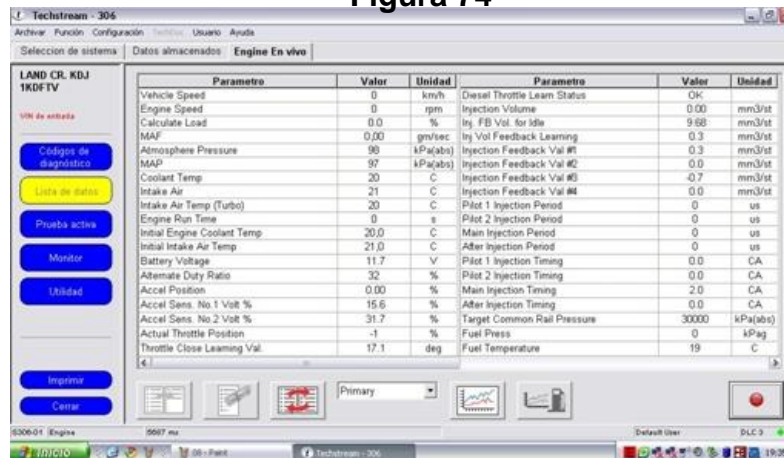 Figura 74
Techstream - 306
Archivar Función Configuración TechDoc Usuario Ayuda
Seleccion de sistema Datos almacenados Engine En vivo
LAND CR. KDJ
1KDFTV
VIN de entrada
Códigos de
diagnóstico
Lista de datos
Prueba activa
Monitor
Utilidad
Imprimir
Cerrar
Parametro Valor Unidad Parametro Valor Unidad
Vehicle Speed 0 km/h Diesel Throttle Learn Status OK
Engine Speed 0 rpm Injection Volume 0.00 mm3/st
Calculate Load 0.0 % Inj. FB Vol. for Idle 9.68 mm3/st
MAF 0,00 gm/sec Inj Vol Feedback Learning 0.3 mm3/st
Atmosphere Pressure 98 kPa(abs) Injection Feedback Val #1 0.3 mm3/st
MAP 97 kPa(abs) Injection Feedback Val #2 0.0 mm3/st
Coolant Temp 20 C Injection Feedback Val #3 -0.7 mm3/st
Intake Air 21 C Injection Feedback Val #4 0.0 mm3/st
Intake Air Temp (Turbo) 20 C Pilot 1 Injection Period 0 us
Engine Run Time 0 s Pilot 2 Injection Period 0 us
Initial Engine Coolant Temp 20,0 C Main Injection Period 0 us
Initial Intake Air Temp 21,0 C After Injection Period 0 us
Battery Voltage 11.7 V Pilot 1 Injection Timing 0.0 CA
Alternate Duty Ratio 32 % Pilot 2 Injection Timing 0.0 CA
Accel Position 0.00 % Main Injection Timing 2.0 CA
Accel Sens. No.1 Volt % 15.6 % After Injection Timing 0.0 CA
Accel Sens. No.2 Volt % 31.7 % Target Common Rail Pressure 30000 kPa(abs)
Actual Throttle Position -1 % Fuel Press 0 kPag
Throttle Close Learning Val. 17.1 deg Fuel Temperature 19 C
Primary
S306-01 Engine 5687 ms Default User DLC 3
Inicio 08 - Paint Techstream - 306